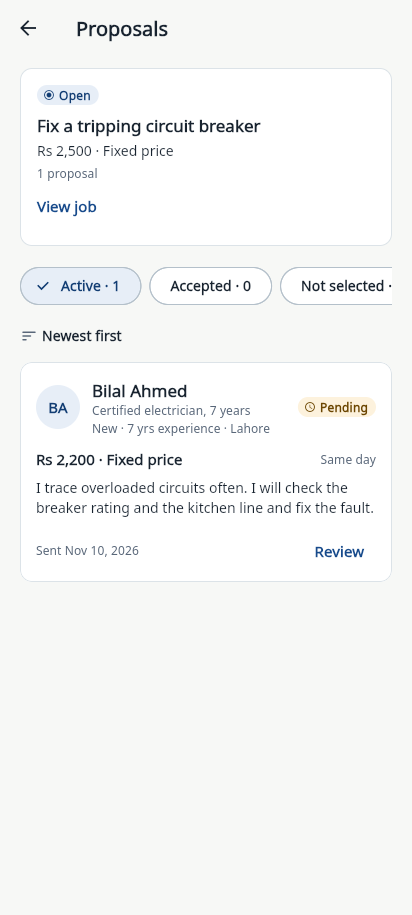 Proposals
Open
Fix a tripping circuit breaker
Rs 2,500 · Fixed price
1 proposal
View job
Active · 1
Accepted · 0
Not selected ·
Newest first
BA
Bilal Ahmed
Certified electrician, 7 years
New · 7 yrs experience · Lahore
Pending
Rs 2,200 · Fixed price
Same day
I trace overloaded circuits often. I will check the
breaker rating and the kitchen line and fix the fault.
Sent Nov 10, 2026
Review